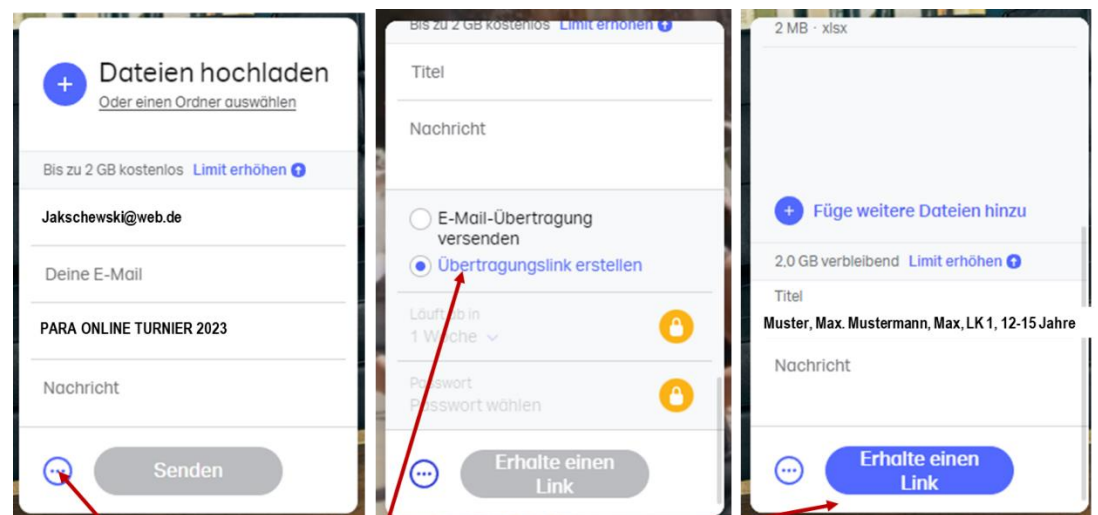 Dateien hochladen
Oder einen Ordner auswählen
Bis zu 2 GB kostenlos Limit erhöhen
Jakschewski@web.de
Deine E-Mail
PARA ONLINE TURNIER 2023
Nachricht
Senden
Bis zu 2 GB kostenlos Limit erhöhen
Titel
Nachricht
E-Mail-Übertragung
versenden
Übertragungslink erstellen
Läuft ab in
1 Woche
Passwort
Passwort wählen
Erhalte einen
Link
2 MB · xlsx
Füge weitere Dateien hinzu
2,0 GB verbleibend Limit erhöhen
Titel
Muster, Max. Mustermann, Max, LK 1, 12-15 Jahre
Nachricht
Erhalte einen
Link